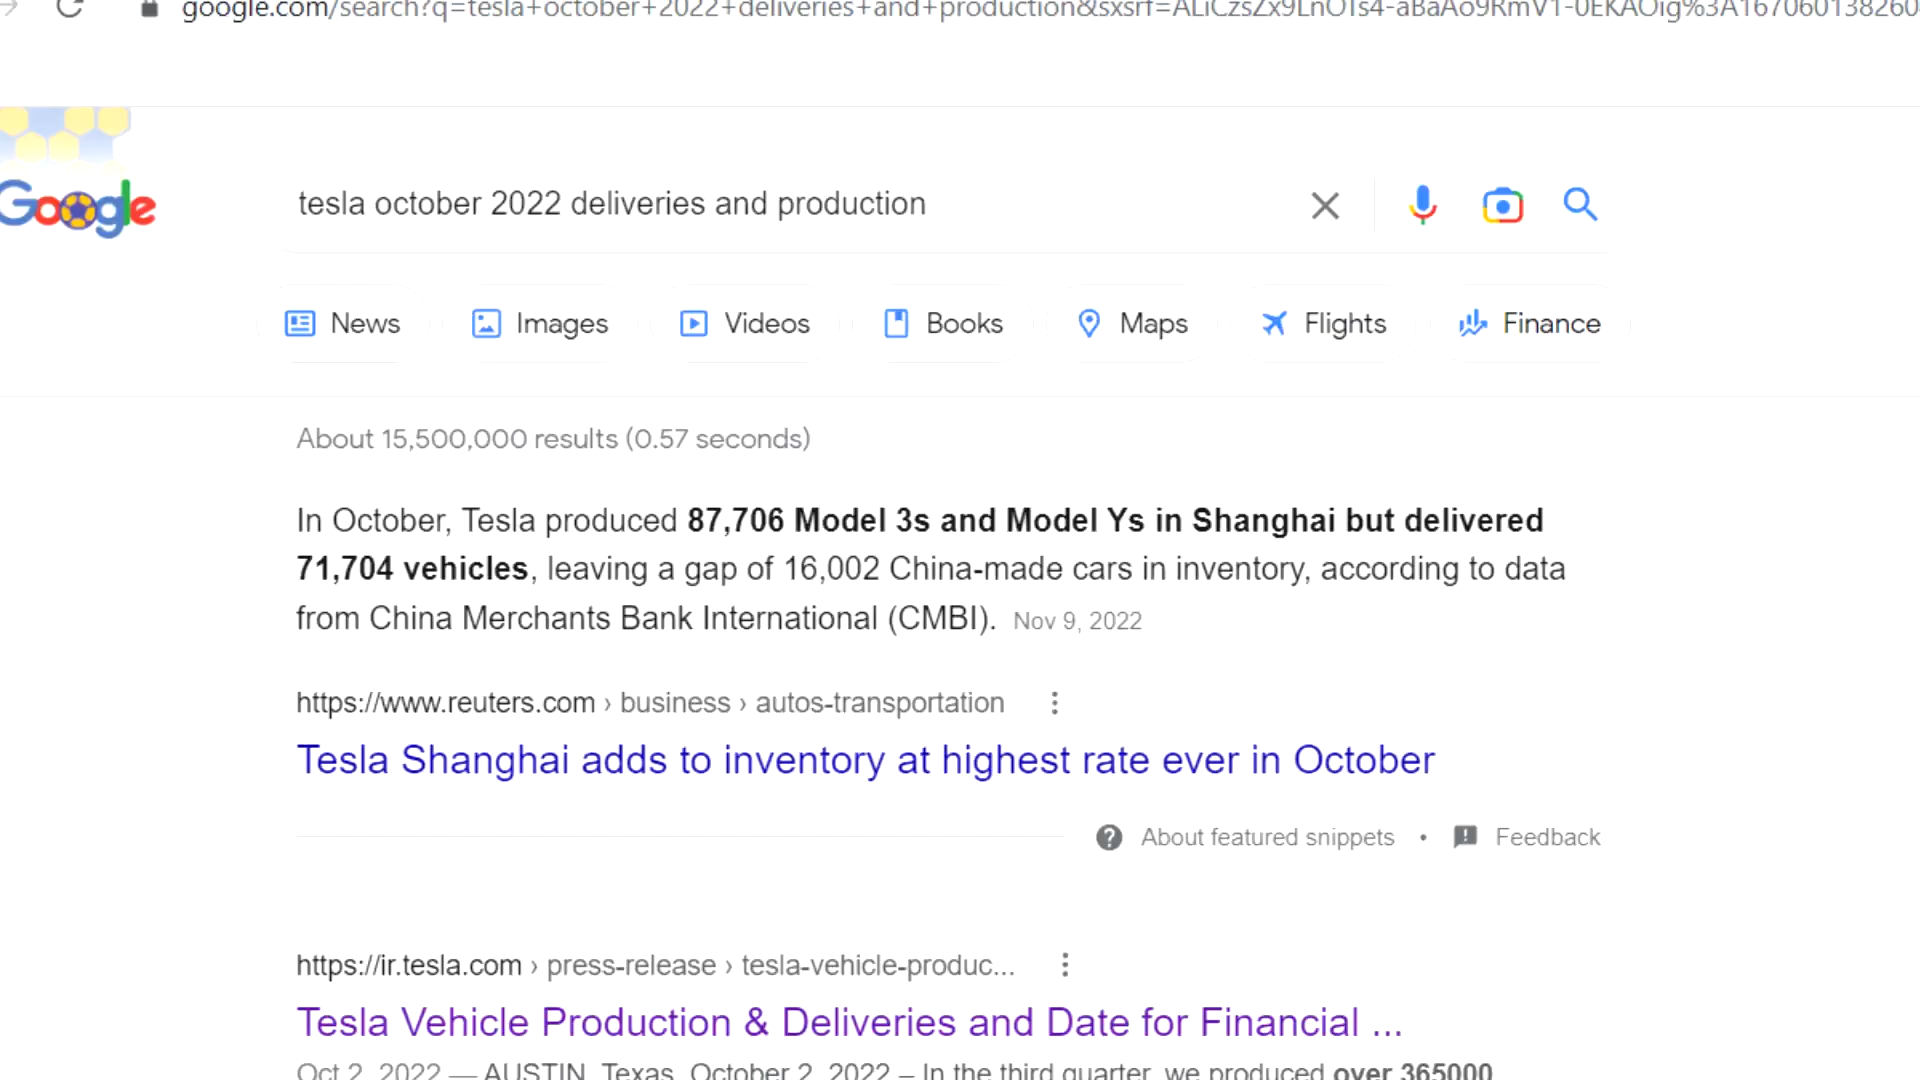 google.com/search?q=tesla+october+2022+deliveries+and+production&sxsrf=
Google
tesla october 2022 deliveries and production
News Images Videos Books Maps Flights Finance
About 15,500,000 results (0.57 seconds)
In October, Tesla produced 87,706 Model 3s and Model Ys in Shanghai but delivered
71,704 vehicles, leaving a gap of 16,002 China-made cars in inventory, according to data
from China Merchants Bank International (CMBI). Nov 9, 2022
https://www.reuters.com › business › autos-transportation
Tesla Shanghai adds to inventory at highest rate ever in October
About featured snippets • Feedback
https://ir.tesla.com › press-release › tesla-vehicle-produc...
Tesla Vehicle Production & Deliveries and Date for Financial ...
Oct 2, 2022 — AUSTIN, Texas, October 2, 2022 – In the third quarter, we produced over 365000